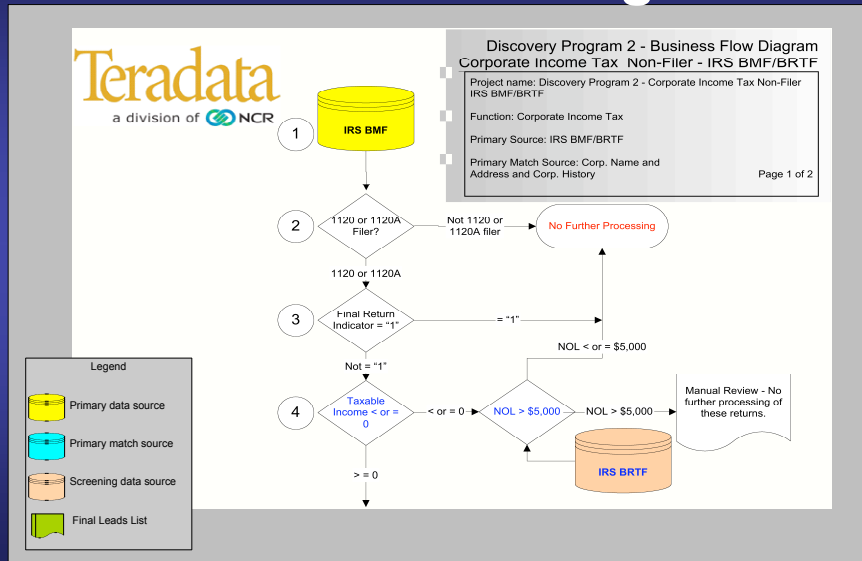 Teradata
a division of NCR
Discovery Program 2 - Business Flow Diagram
Corporate Income Tax Non-Filer - IRS BMF/BRTF
Project name: Discovery Program 2 - Corporate Income Tax Non-Filer
IRS BMF/BRTF
Function: Corporate Income Tax
Primary Source: IRS BMF/BRTF
Primary Match Source: Corp. Name and
Address and Corp. History
Page 1 of 2
1
IRS BMF
2
1120 or 1120A
Filer?
Not 1120 or
1120A filer
No Further Processing
1120 or 1120A
3
Final Return
Indicator = “1”
= “1”
NOL < or = $5,000
Not = “1”
4
Taxable
Income < or =
0
< or = 0
NOL > $5,000
NOL > $5,000
Manual Review - No
further processing of
these returns.
IRS BRTF
> = 0
Legend
Primary data source
Primary match source
Screening data source
Final Leads List